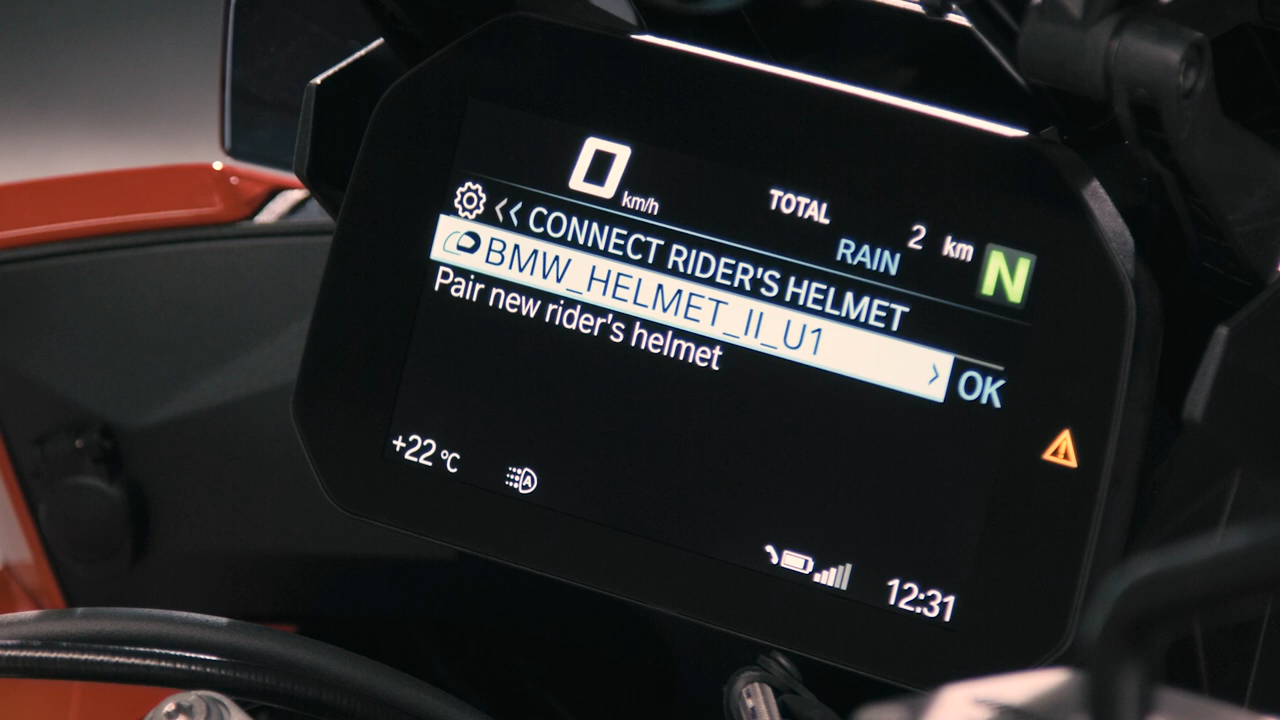 0 km/h
TOTAL 2 km
RAIN
N
<< CONNECT RIDER'S HELMET
BMW_HELMET_II_U1 >
OK
Pair new rider's helmet
+22 °C
A
12:31